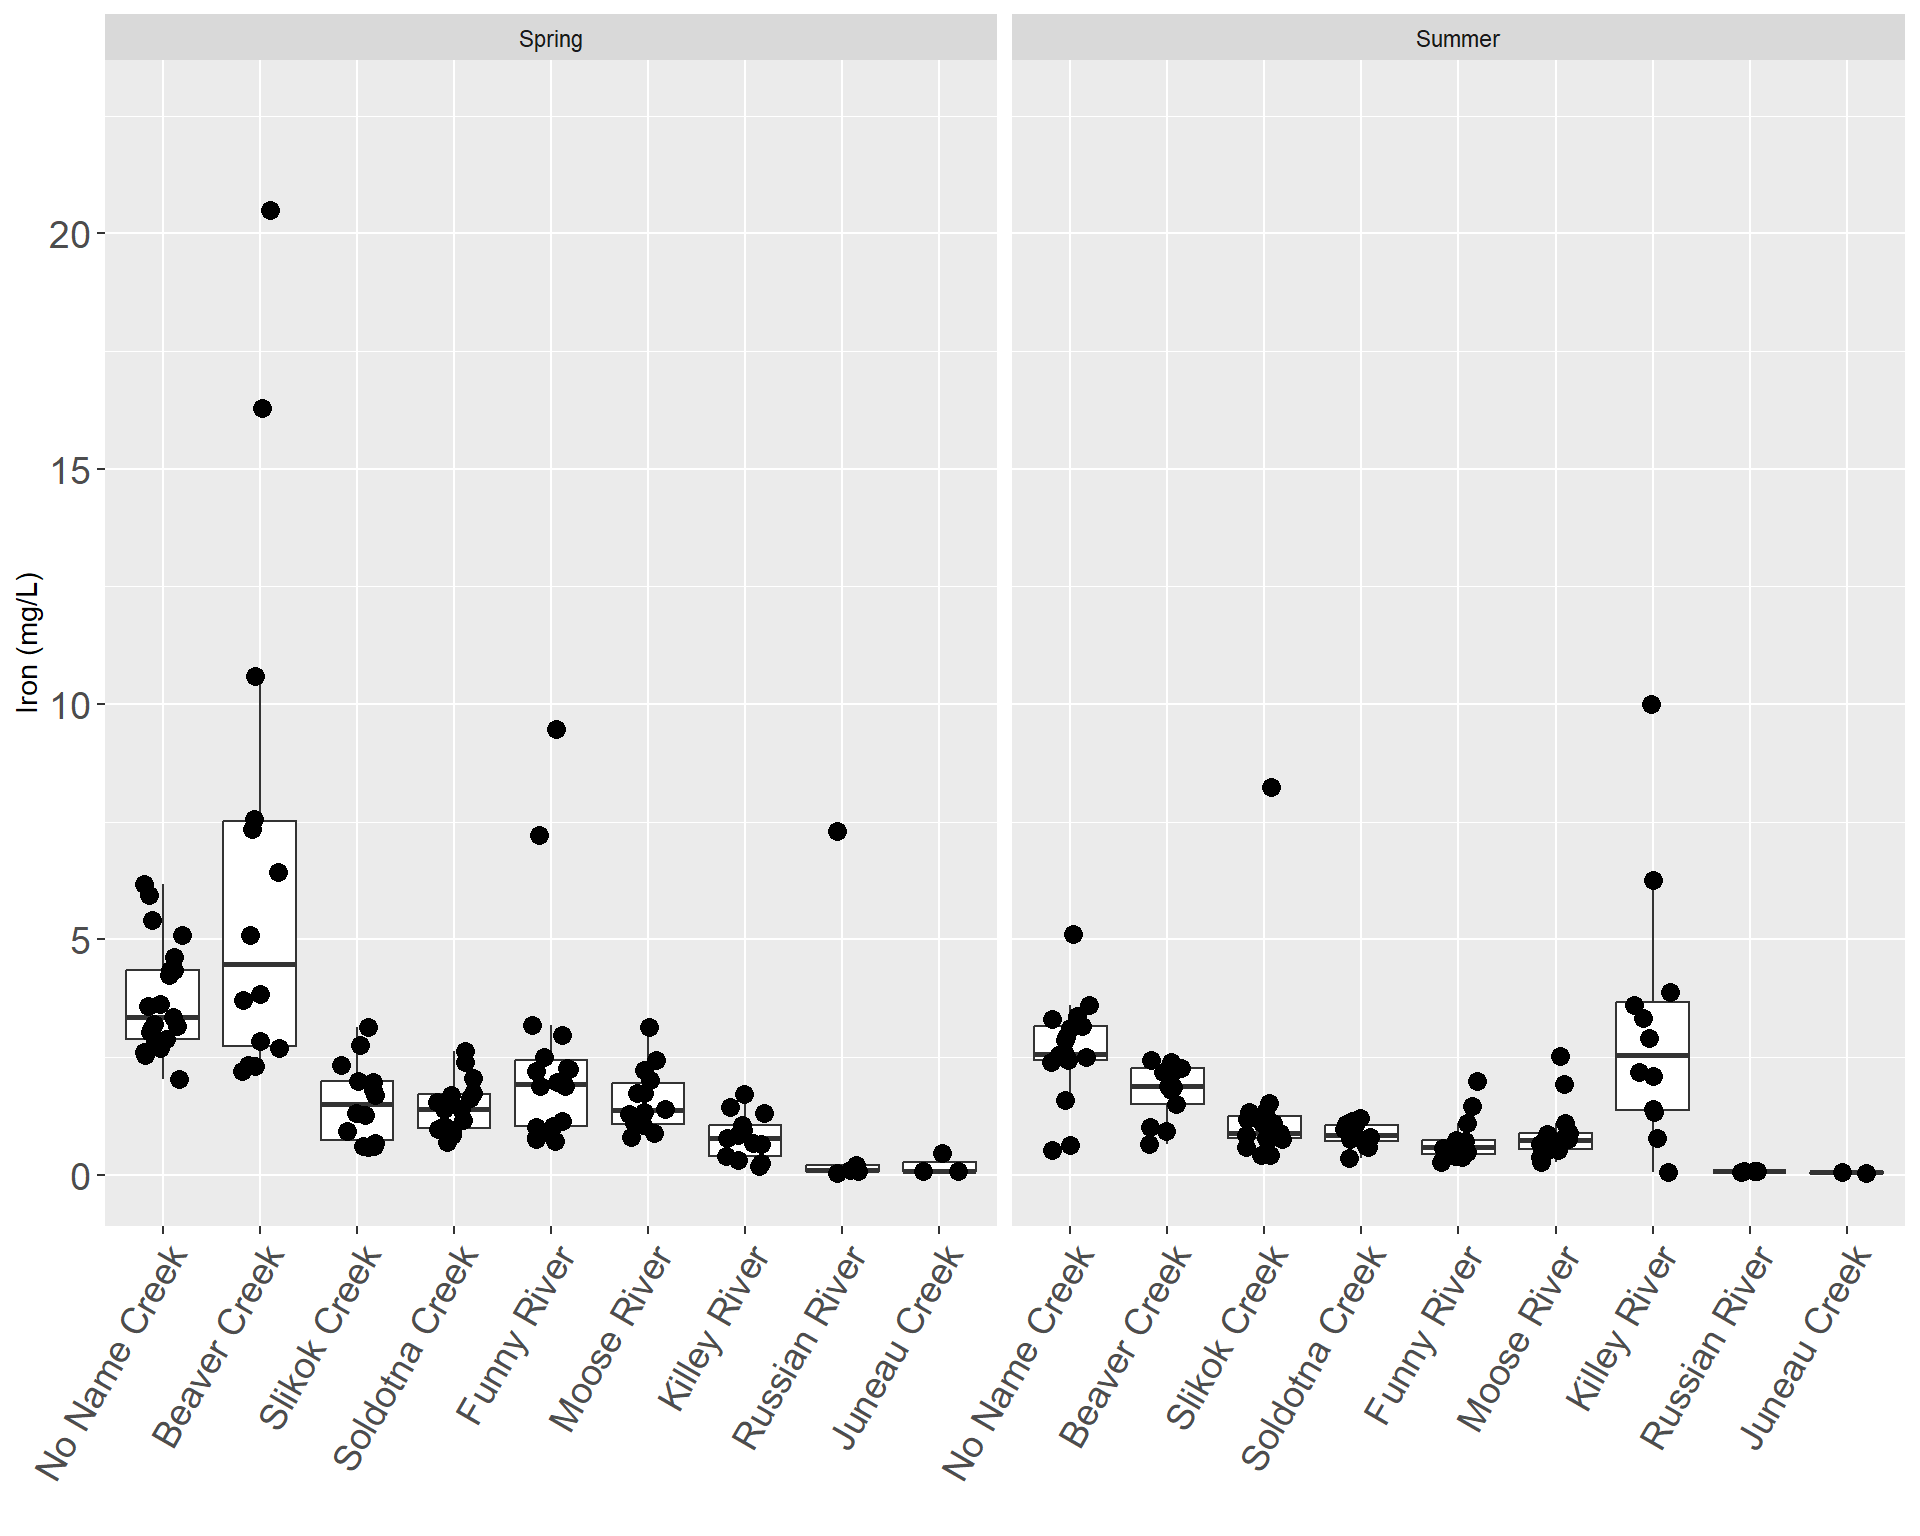 Spring
Summer
Iron (mg/L)
20
15
10
5
0
No Name Creek
Beaver Creek
Slikok Creek
Soldotna Creek
Funny River
Moose River
Killey River
Russian River
Juneau Creek
No Name Creek
Beaver Creek
Slikok Creek
Soldotna Creek
Funny River
Moose River
Killey River
Russian River
Juneau Creek